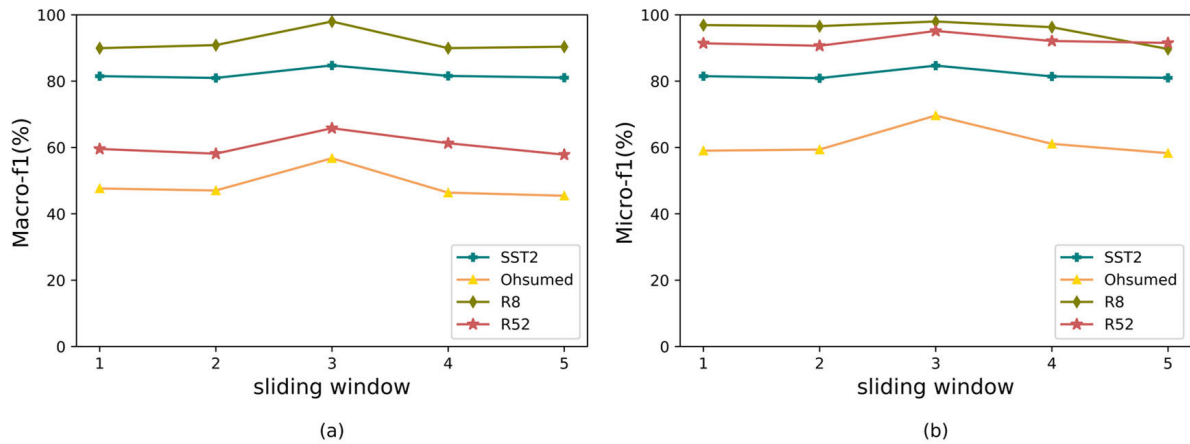 100
80
60
40
20
0
Macro-f1(%)
SST2
Ohsumed
R8
R52
1 2 3 4 5
sliding window
(a)
100
80
60
40
20
0
Micro-f1(%)
SST2
Ohsumed
R8
R52
1 2 3 4 5
sliding window
(b)